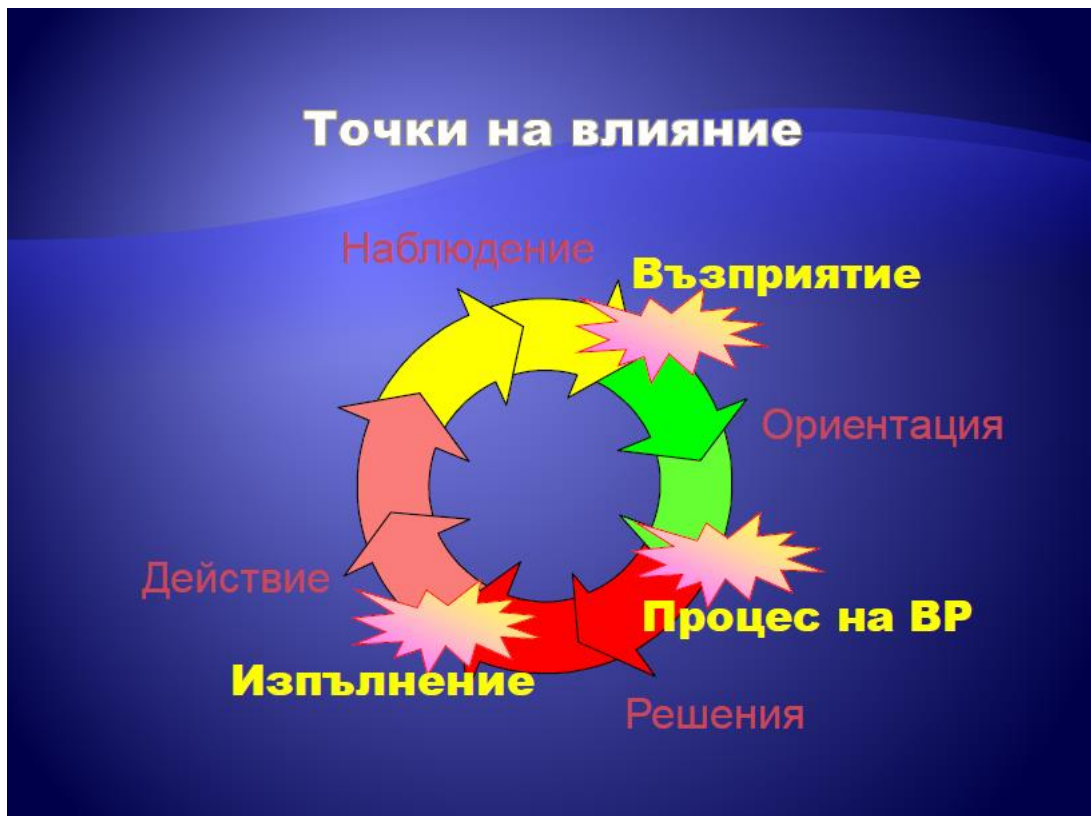 Точки на влияние
Наблюдение
Възприятие
Ориентация
Действие
Процес на ВР
Изпълнение
Решения